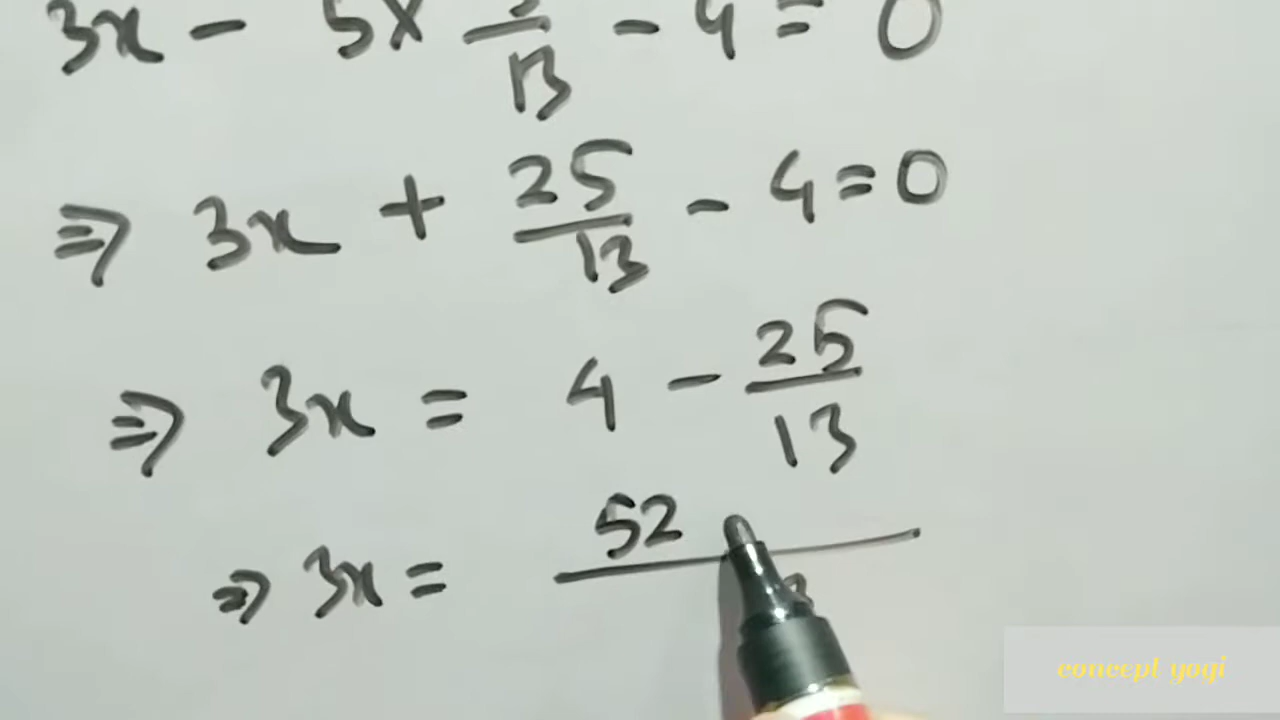 3x - 5x /13 - 4 = 0
⇒ 3x + 25/13 - 4 = 0
⇒ 3x = 4 - 25/13
⇒ 3x = 52
concept yogi